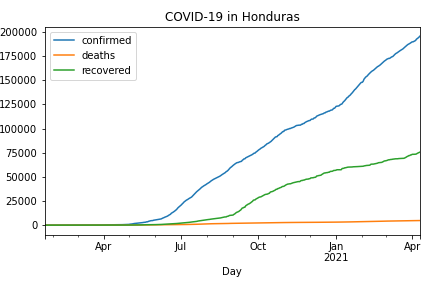 COVID-19 in Honduras
confirmed
deaths
recovered
200000
175000
150000
125000
100000
75000
50000
25000
0
Apr Jul Oct Jan Apr
2021
Day